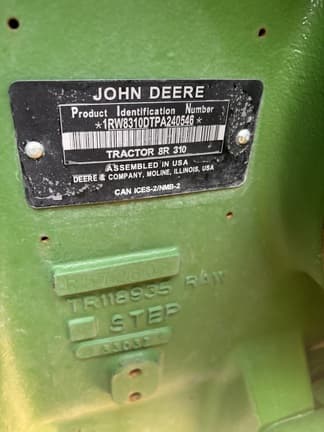 JOHN DEERE
Product Identification Number
*1RW8310DTPA240546*
TRACTOR 8R 310
ASSEMBLED IN USA
DEERE & COMPANY, MOLINE, ILLINOIS, USA
CAN ICES-2/NMB-2
TR118935 RAW
STEP